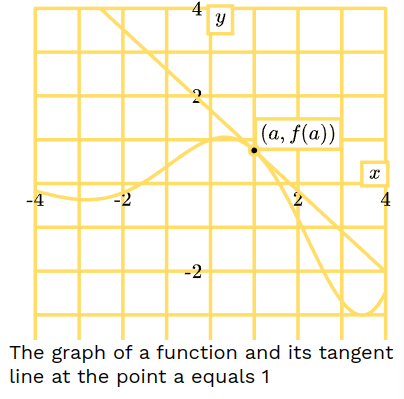 4
y
2
(a, f(a))
x
-4
-2
2
4
-2
The graph of a function and its tangent
line at the point a equals 1